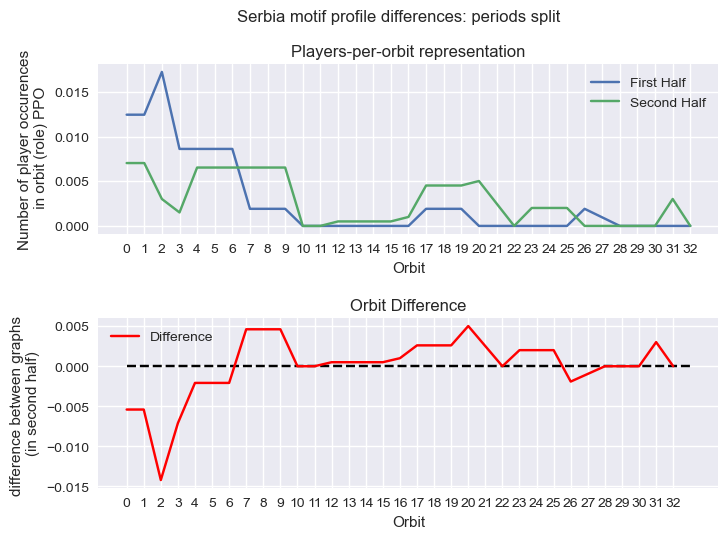 Serbia motif profile differences: periods split
Players-per-orbit representation
Number of player occurences
in orbit (role) PPO
0.015
0.010
0.005
0.000
First Half
Second Half
0 1 2 3 4 5 6 7 8 9 10 11 12 13 14 15 16 17 18 19 20 21 22 23 24 25 26 27 28 29 30 31 32
Orbit
Orbit Difference
difference between graphs
(in second half)
0.005
0.000
−0.005
−0.010
−0.015
Difference
0 1 2 3 4 5 6 7 8 9 10 11 12 13 14 15 16 17 18 19 20 21 22 23 24 25 26 27 28 29 30 31 32
Orbit